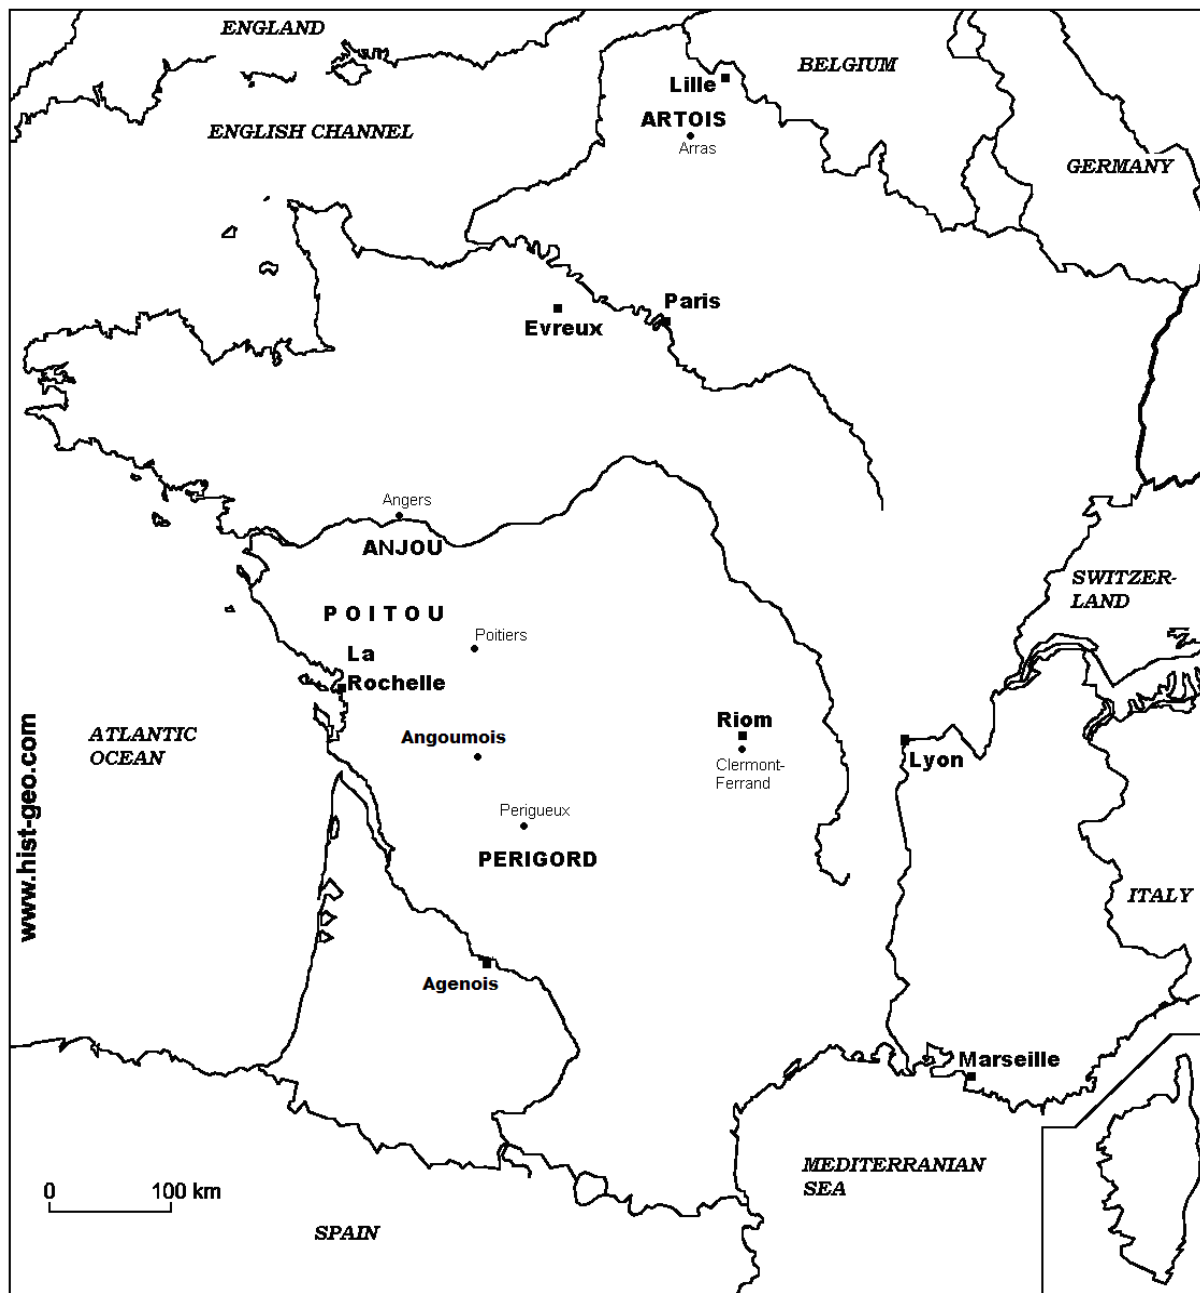 ENGLAND
BELGIUM
Lille
ARTOIS
ENGLISH CHANNEL
Arras
GERMANY
Paris
Evreux
Angers
ANJOU
SWITZER-
LAND
POITOU
Poitiers
La
Rochelle
Riom
ATLANTIC
OCEAN
Angoumois
Lyon
Clermont-
Ferrand
Perigueux
www.hist-geo.com
PERIGORD
ITALY
Agenois
Marseille
MEDITERRANIAN
SEA
0 100 km
SPAIN